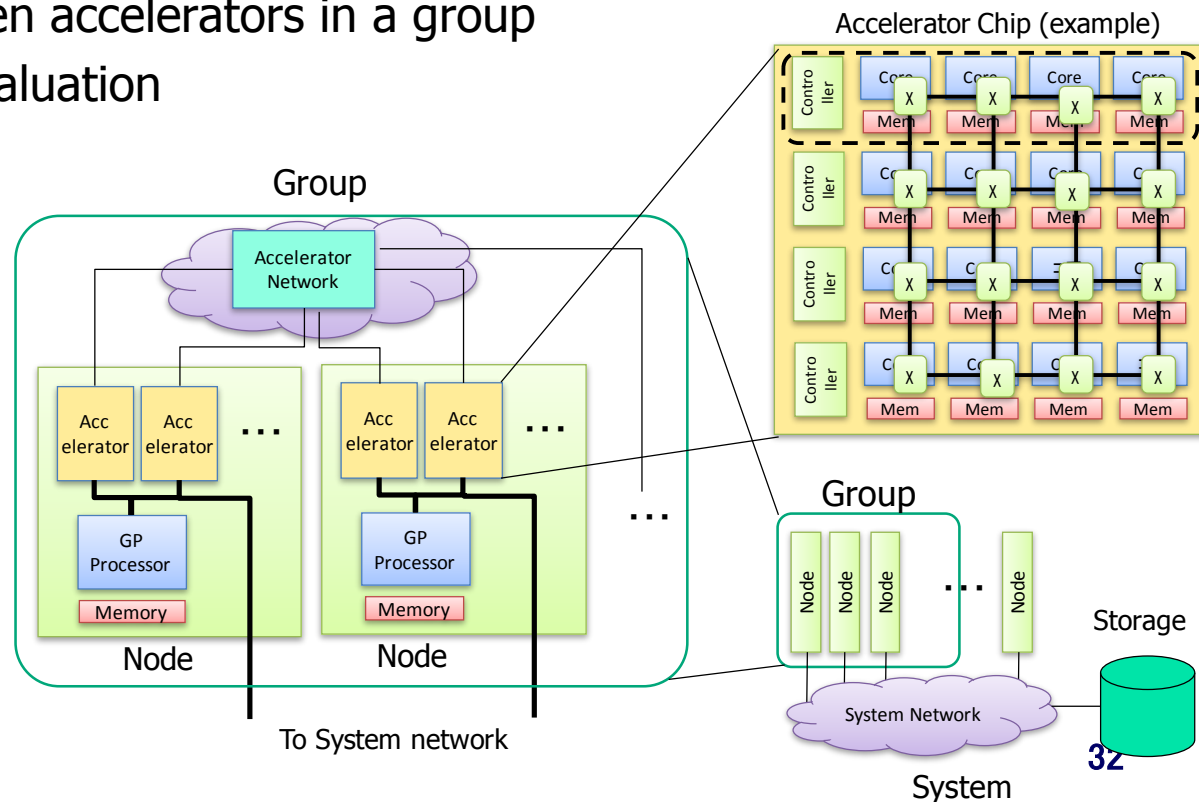 en accelerators in a group
aluation
Accelerator Chip (example)
Contro
ller
Core Core Core Core
X X X X
Mem Mem Mem Mem
Contro
ller
X X X X
Mem Mem Mem Mem
Contro
ller
X X X X
Mem Mem Mem Mem
Contro
ller
X X X X
Mem Mem Mem Mem
Group
Accelerator
Network
Acc
elerator
Acc
elerator
...
GP
Processor
Memory
Node
Acc
elerator
Acc
elerator
...
GP
Processor
Memory
Node
...
To System network
Group
Node
Node
Node
...
Node
Storage
System Network
System
32